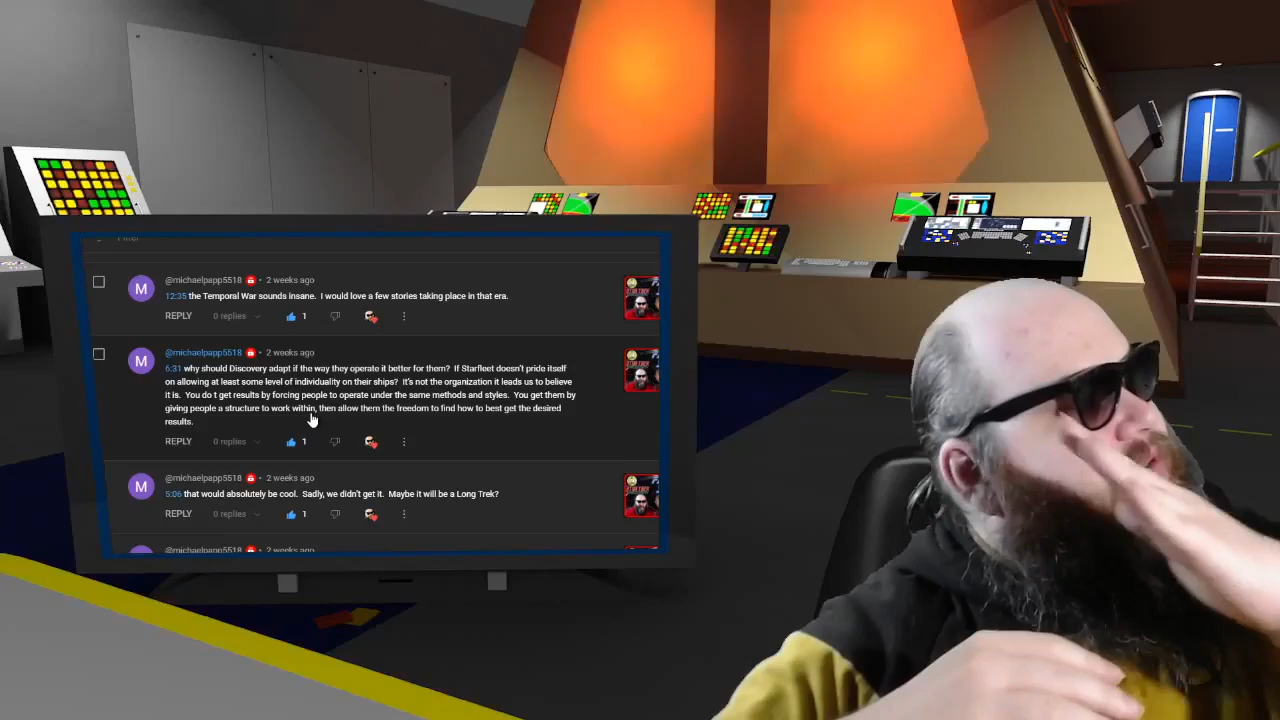 Filter
@michaelpapp5518 • 2 weeks ago
12:35 the Temporal War sounds insane. I would love a few stories taking place in that era.
REPLY 0 replies 1
M
@michaelpapp5518 • 2 weeks ago
6:31 why should Discovery adapt if the way they operate it better for them? If Starfleet doesn't pride itself
on allowing at least some level of individuality on their ships? It's not the organization it leads us to believe
it is. You do t get results by forcing people to operate under the same methods and styles. You get them by
giving people a structure to work within, then allow them the freedom to find how to best get the desired
results.
REPLY 0 replies 1
M
@michaelpapp5518 • 2 weeks ago
5:06 that would absolutely be cool. Sadly, we didn't get it. Maybe it will be a Long Trek?
REPLY 0 replies 1
M
@michaelpapp5518 • 2 weeks ago